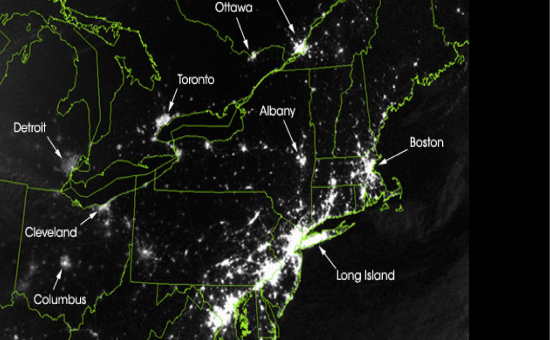 Ottawa
Toronto
Albany
Detroit
Boston
Cleveland
Long Island
Columbus